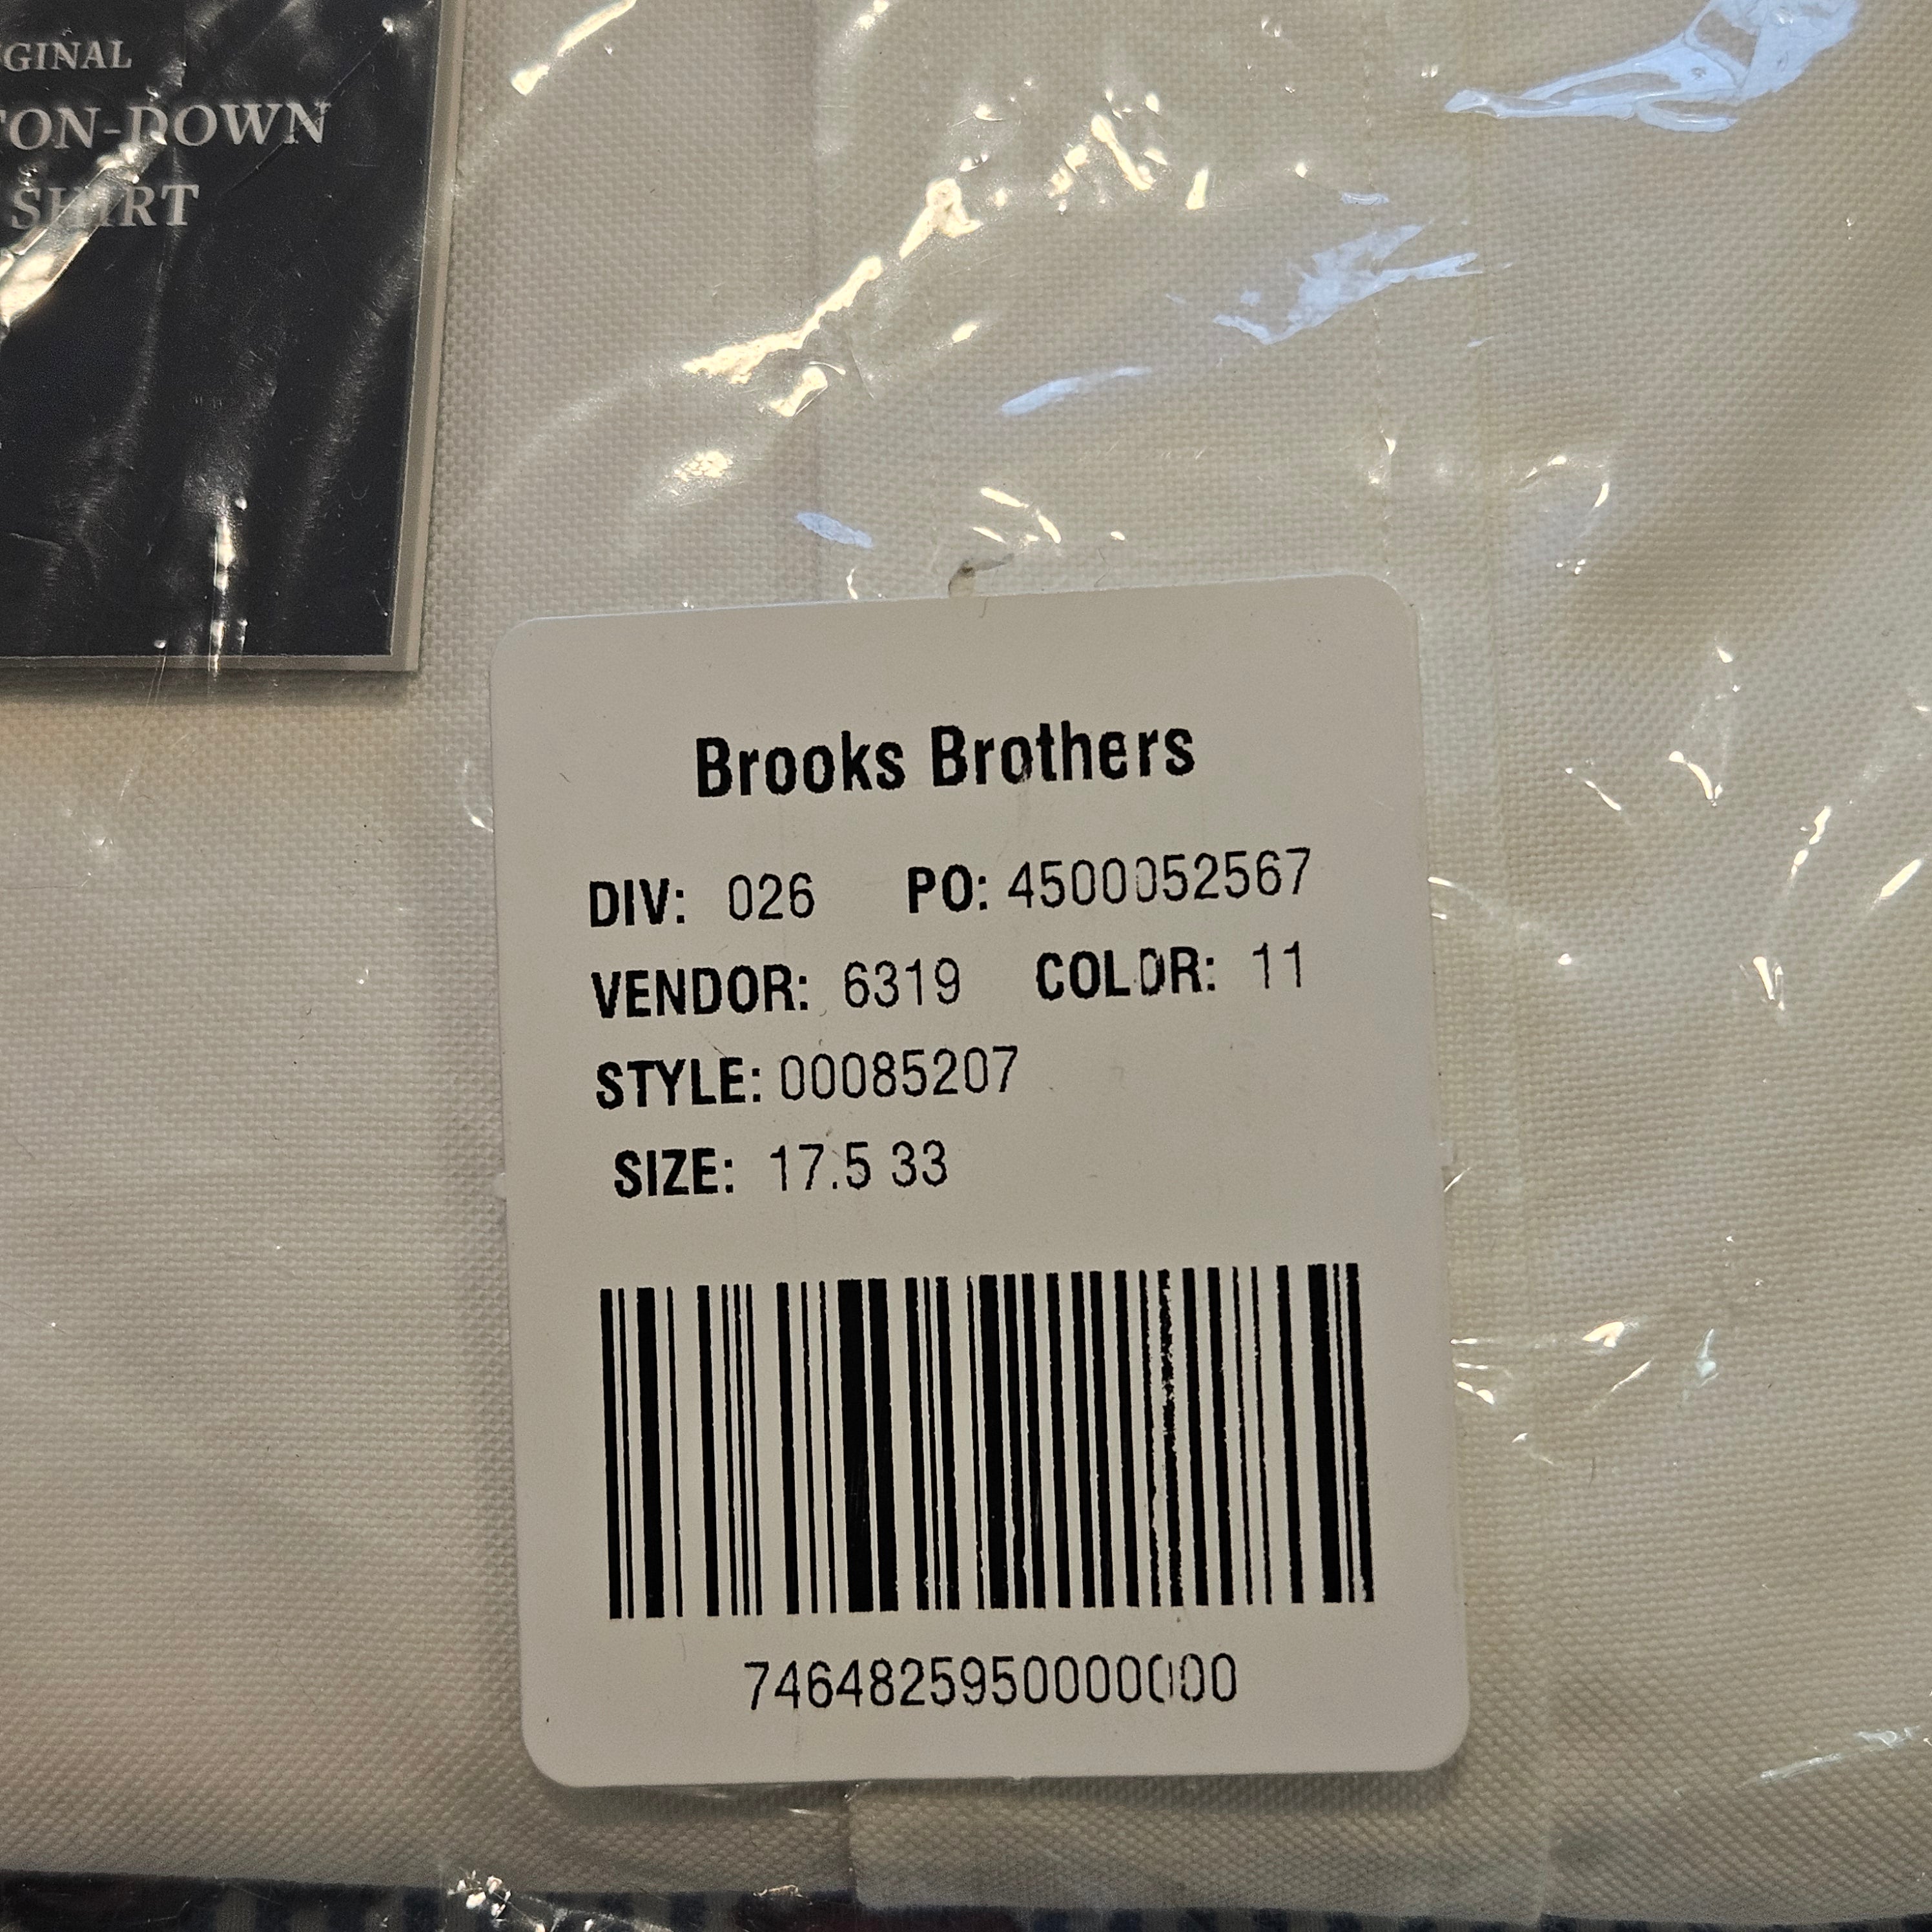 GINAL
TON-DOWN
SHIRT
Brooks Brothers
DIV: 026 PO: 4500052567
VENDOR: 6319 COLOR: 11
STYLE: 00085207
SIZE: 17.5 33
7464825950000000